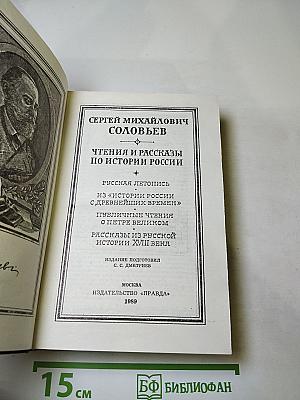 СЕРГЕЙ МИХАЙЛОВИЧ
СОЛОВЬЕВ
ЧТЕНИЯ И РАССКАЗЫ
ПО ИСТОРИИ РОССИИ
РУССКАЯ ЛЕТОПИСЬ
ИЗ «ИСТОРИИ РОССИИ
С ДРЕВНЕЙШИХ ВРЕМЕН»
ПУБЛИЧНЫЕ ЧТЕНИЯ
О ПЕТРЕ ВЕЛИКОМ
РАССКАЗЫ ИЗ РУССКОЙ
ИСТОРИИ XVIII ВЕКА
ИЗДАНИЕ ПОДГОТОВИЛ
С. С. ДМИТРИЕВ
МОСКВА
ИЗДАТЕЛЬСТВО «ПРАВДА»
1989
15 см
БФ БИБЛИОФАН